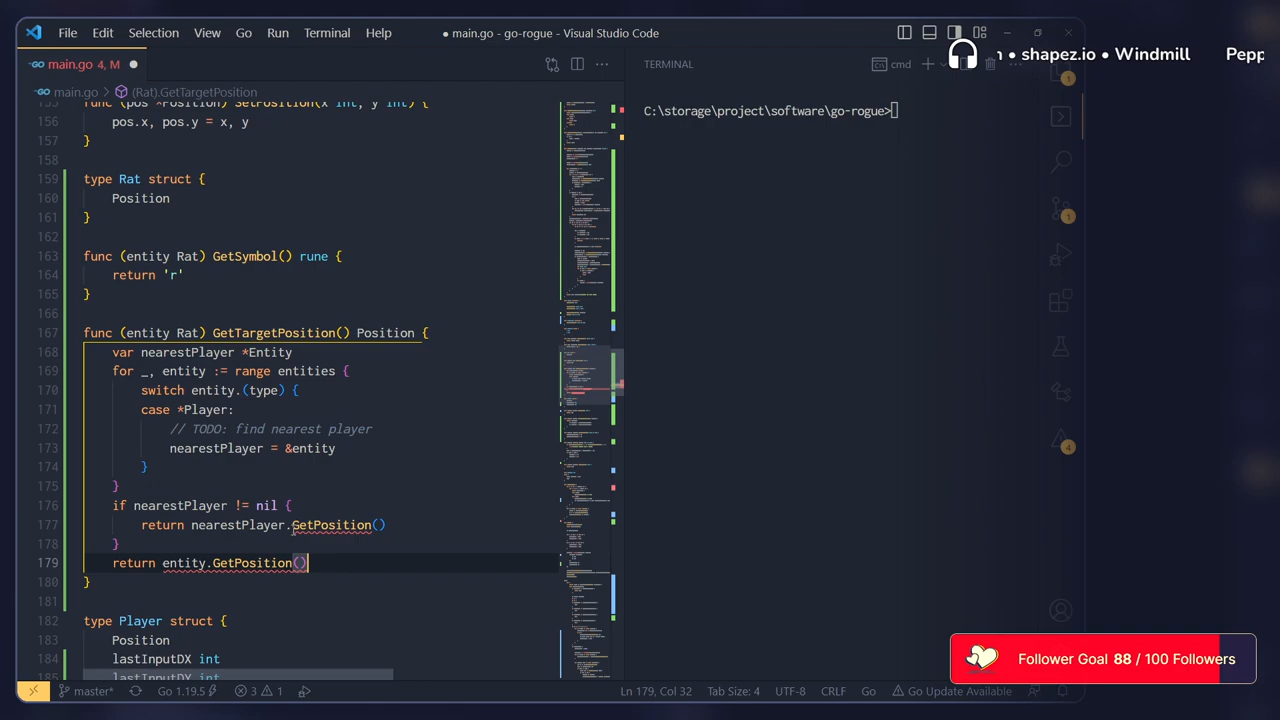 File Edit Selection View Go Run Terminal Help
● main.go - go-rogue - Visual Studio Code
• shapez.io • Windmill Pepp
main.go 4, M ●
TERMINAL
cmd
main.go > (Rat).GetTargetPosition
C:\storage\project\software\go-rogue>
155 func (pos *Position) SetPosition(x int, y int) {
156 pos.x, pos.y = x, y
157 }
158
159 type Rat struct {
160 Position
161 }
162
163 func (entity Rat) GetSymbol() rune {
164 return 'r'
165 }
166
167 func (entity Rat) GetTargetPosition() Position {
168 var nearestPlayer *Entity
169 for _, entity := range entities {
170 switch entity.(type) {
171 case *Player:
172 // TODO: find nearest player
173 nearestPlayer = &entity
174 }
175 }
176 if nearestPlayer != nil {
177 return nearestPlayer.GetPosition()
178 }
179 return entity.GetPosition()
180 }
181
182 type Player struct {
183 Position
184 lastInputDX int
185 lastInputDY int
1
1
4
Follower Goal 88 / 100 Followers
master* Go 1.19.5 3 1
Ln 179, Col 32 Tab Size: 4 UTF-8 CRLF Go Go Update Available